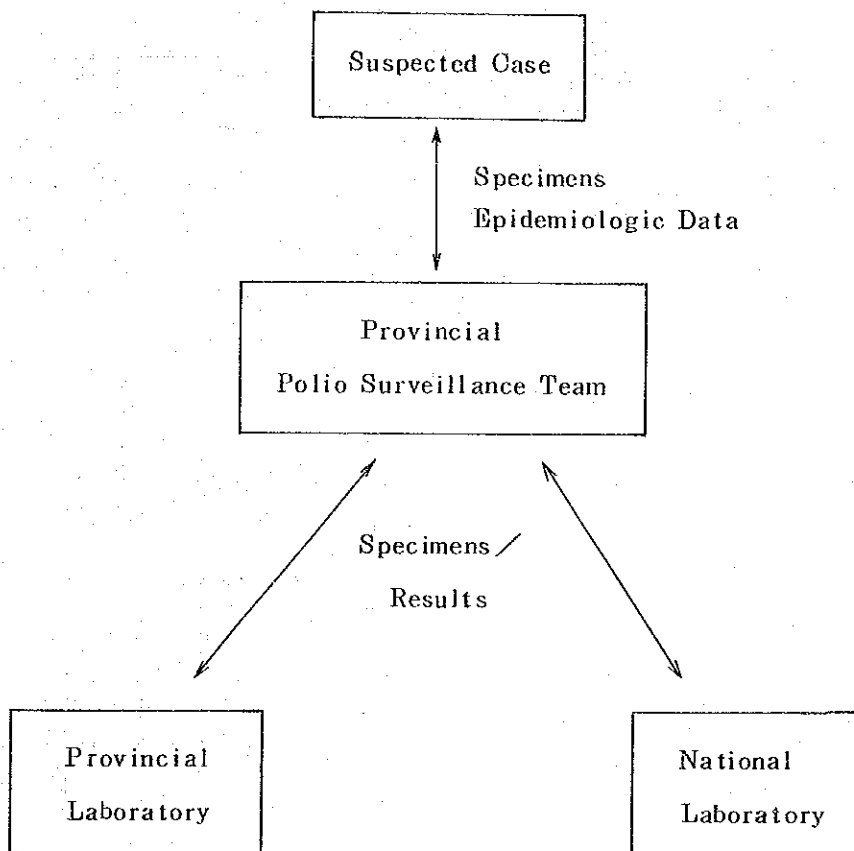 Suspected Case
Specimens
Epidemiologic Data
Provincial
Polio Surveillance Team
Specimens /
Results
Provincial
Laboratory
National
Laboratory